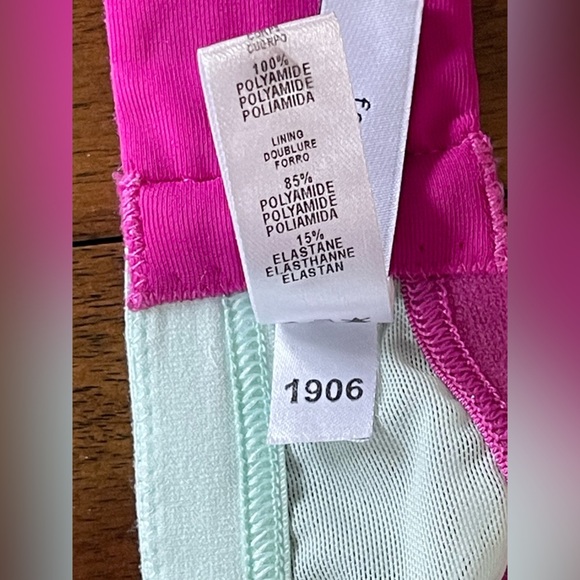 CUERPO
100%
POLYAMIDE
POLYAMIDE
POLIAMIDA
LINING
DOUBLURE
FORRO
85%
POLYAMIDE
POLYAMIDE
POLIAMIDA
15%
ELASTANE
ELASTHANNE
ELASTAN
1906